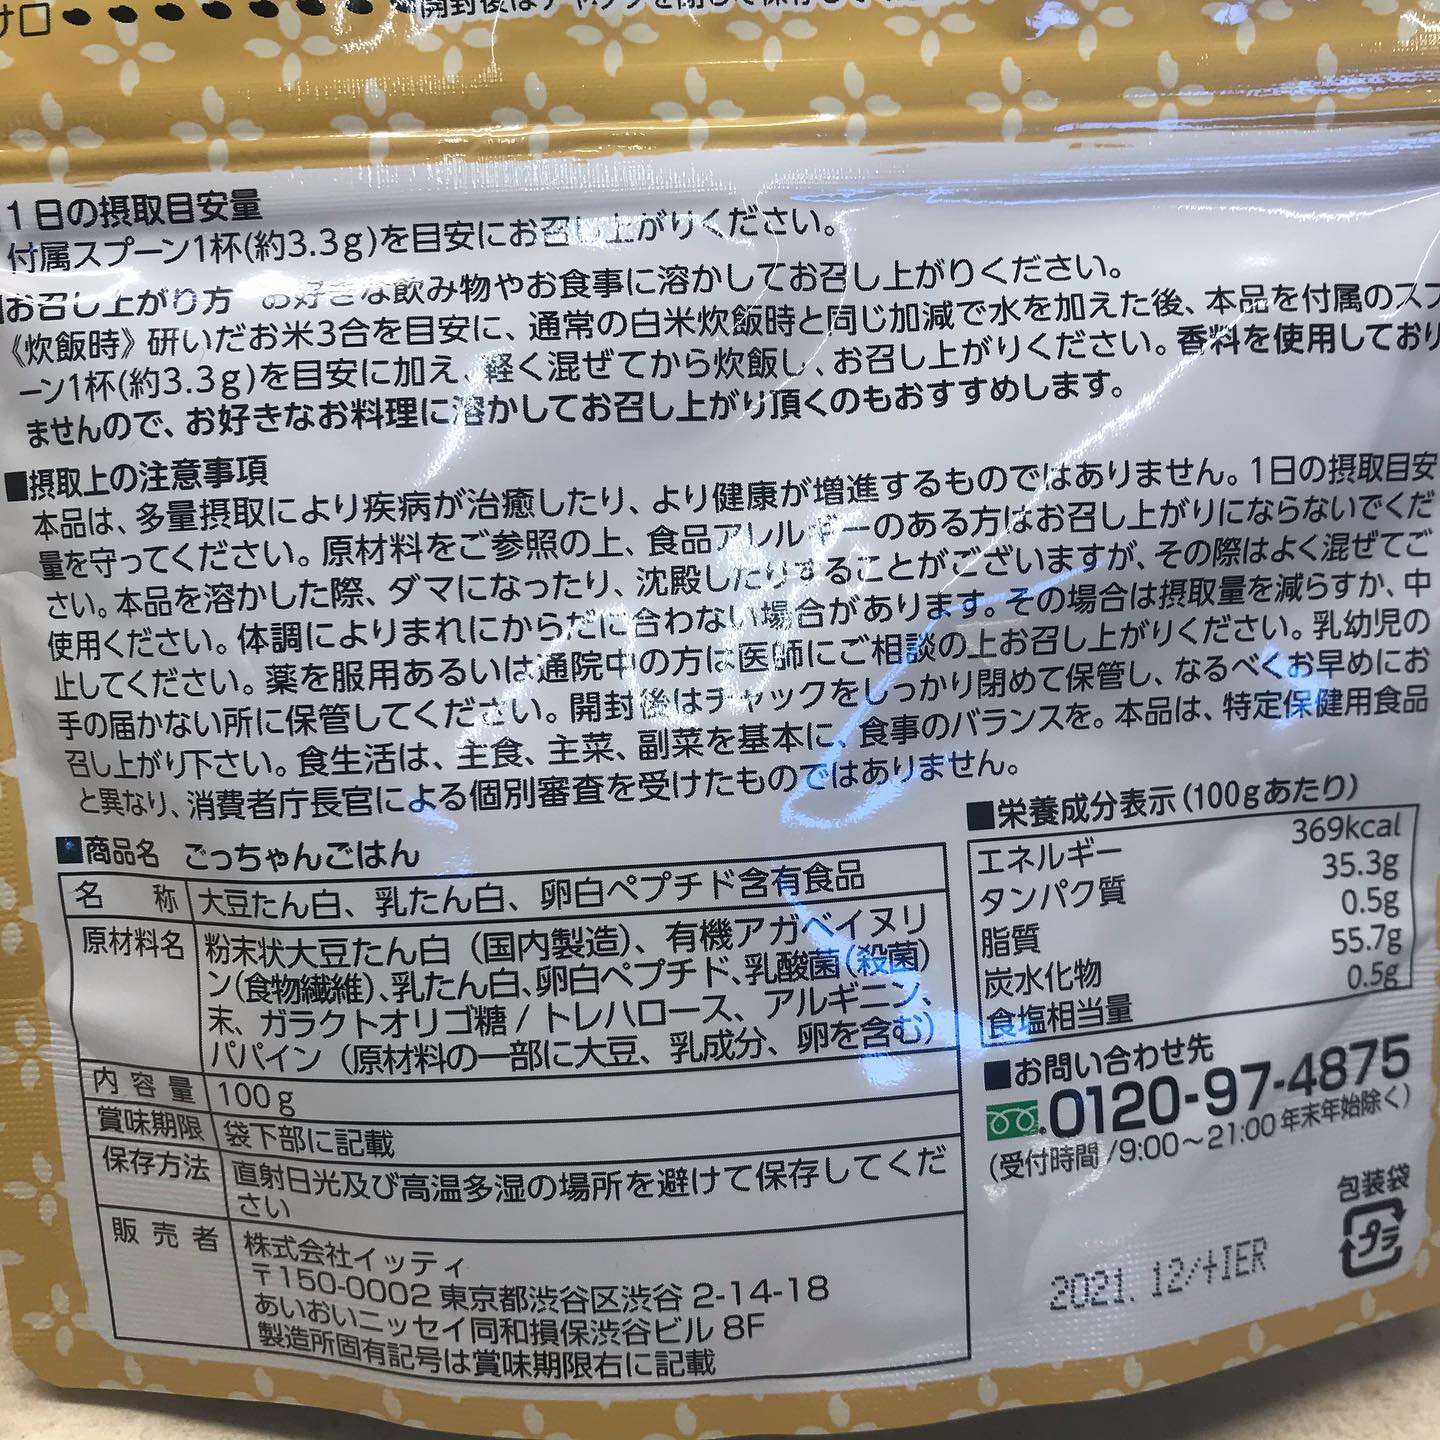 け口
開封後はチャックを閉じて保存し
1日の摂取目安量
付属スプーン1杯(約3.3g)を目安にお召し上がりください。
お召し上がり方 お好きな飲み物やお食事に溶かしてお召し上がりください。
《炊飯時》研いだお米3合を目安に、通常の白米炊飯時と同じ加減で水を加えた後、本品を付属のスプ
ーン1杯(約3.3g)を目安に加え、軽く混ぜてから炊飯し、お召し上がりください。香料を使用しており
ませんので、お好きなお料理に溶かしてお召し上がり頂くのもおすすめします。
■摂取上の注意事項
本品は、多量摂取により疾病が治癒したり、より健康が増進するものではありません。1日の摂取目安
量を守ってください。原材料をご参照の上、食品アレルギーのある方はお召し上がりにならないでくだ
さい。本品を溶かした際、ダマになったり、沈殿したりすることがございますが、その際はよく混ぜてご
使用ください。体調によりまれにからだに合わない場合があります。その場合は摂取量を減らすか、中
止してください。薬を服用あるいは通院中の方は医師にご相談の上お召し上がりください。乳幼児の
手の届かない所に保管してください。開封後はチャックをしっかり閉めて保管し、なるべくお早めにお
召し上がり下さい。食生活は、主食、主菜、副菜を基本に、食事のバランスを。本品は、特定保健用食品
と異なり、消費者庁長官による個別審査を受けたものではありません。
■商品名 ごっちゃんごはん
名 称 大豆たん白、乳たん白、卵白ペプチド含有食品
原材料名 粉末状大豆たん白（国内製造）、有機アガベイヌリ
ン(食物繊維)、乳たん白、卵白ペプチド、乳酸菌(殺菌)
末、ガラクトオリゴ糖 / トレハロース、アルギニン、
パパイン（原材料の一部に大豆、乳成分、卵を含む）
内容量 100g
賞味期限 袋下部に記載
保存方法 直射日光及び高温多湿の場所を避けて保存してくだ
さい
販売者 株式会社イッティ
〒150-0002 東京都渋谷区渋谷 2-14-18
あいおいニッセイ同和損保渋谷ビル 8F
製造所固有記号は賞味期限右に記載
■栄養成分表示(100gあたり)
エネルギー 369kcal
タンパク質 35.3g
脂質 0.5g
炭水化物 55.7g
食塩相当量 0.5g
■お問い合わせ先
0120-97-4875
(受付時間/9:00～21:00 年末年始除く)
包装袋
プラ
2021. 12/+IER